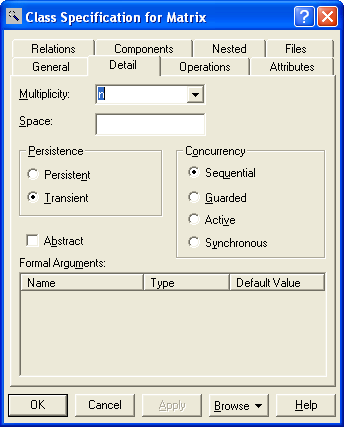 Class Specification for Matrix
Relations Components Nested Files
General Detail Operations Attributes
Multiplicity: n
Space:
Persistence Concurrency
Persistent Sequential
Transient Guarded
Active
Abstract Synchronous
Formal Arguments:
Name Type Default Value
OK Cancel Apply Browse Help